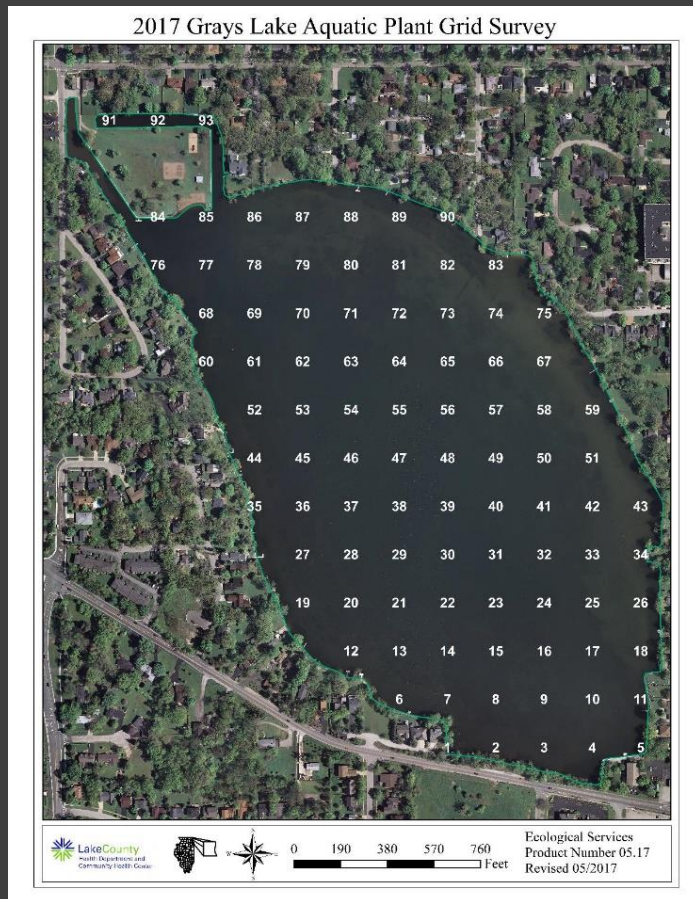 2017 Grays Lake Aquatic Plant Grid Survey
91 92 93
84 85 86 87 88 89 90
76 77 78 79 80 81 82 83
68 69 70 71 72 73 74 75
60 61 62 63 64 65 66 67
52 53 54 55 56 57 58 59
44 45 46 47 48 49 50 51
35 36 37 38 39 40 41 42 43
27 28 29 30 31 32 33 34
19 20 21 22 23 24 25 26
12 13 14 15 16 17 18
6 7 8 9 10 11
1 2 3 4 5
LakeCounty
Health Department and
Community Health Center
N
W E
S
0 190 380 570 760
Feet
Ecological Services
Product Number 05.17
Revised 05/2017